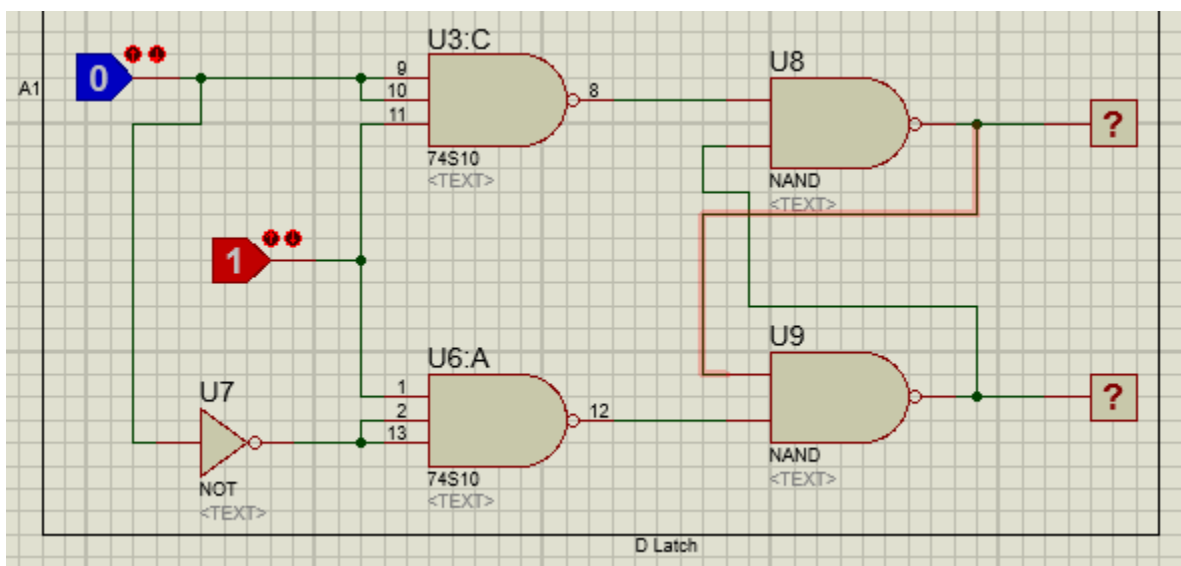 U3:C
U8
0
9
A1
10
8
?
11
74S10
<TEXT>
NAND
<TEXT>
1
U9
U6:A
U7
1
2
12
?
13
NAND
<TEXT>
74S10
<TEXT>
NOT
<TEXT>
D Latch